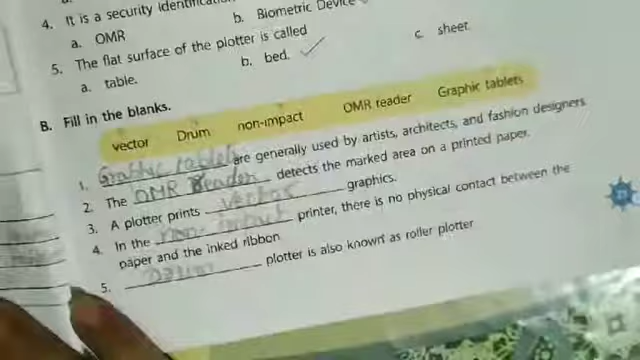 4. It is a security identification
a. OMR
b. Biometric Device
5. The flat surface of the plotter is called
a. table.
b. bed. ✓
c. sheet.
B. Fill in the blanks.
vector Drum non-impact OMR reader Graphic tablets
1. Graphic tablets are generally used by artists, architects, and fashion designers.
2. The OMR Reader detects the marked area on a printed paper.
3. A plotter prints vector graphics.
4. In the non-impact printer, there is no physical contact between the
paper and the inked ribbon
5. Drum plotter is also known as roller plotter